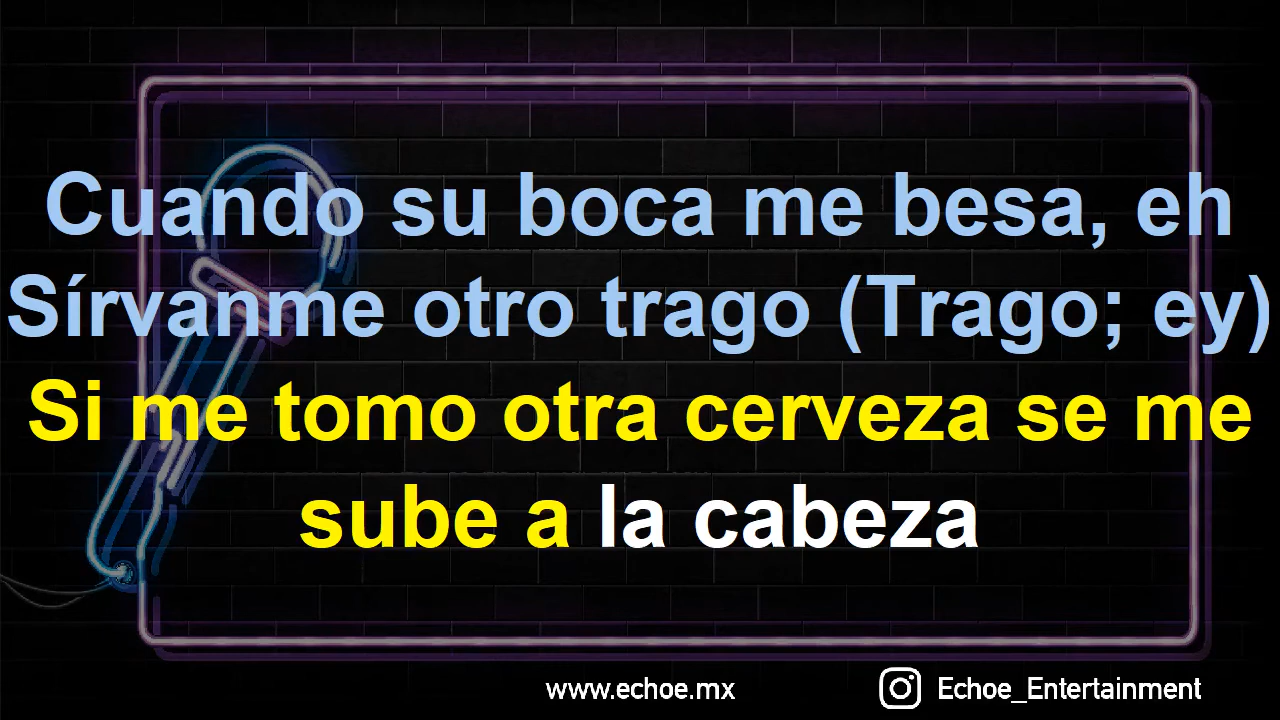 Cuando su boca me besa, eh
Sírvanme otro trago (Trago; ey)
Si me tomo otra cerveza se me
sube a la cabeza
www.echoe.mx
Echoe_Entertainment